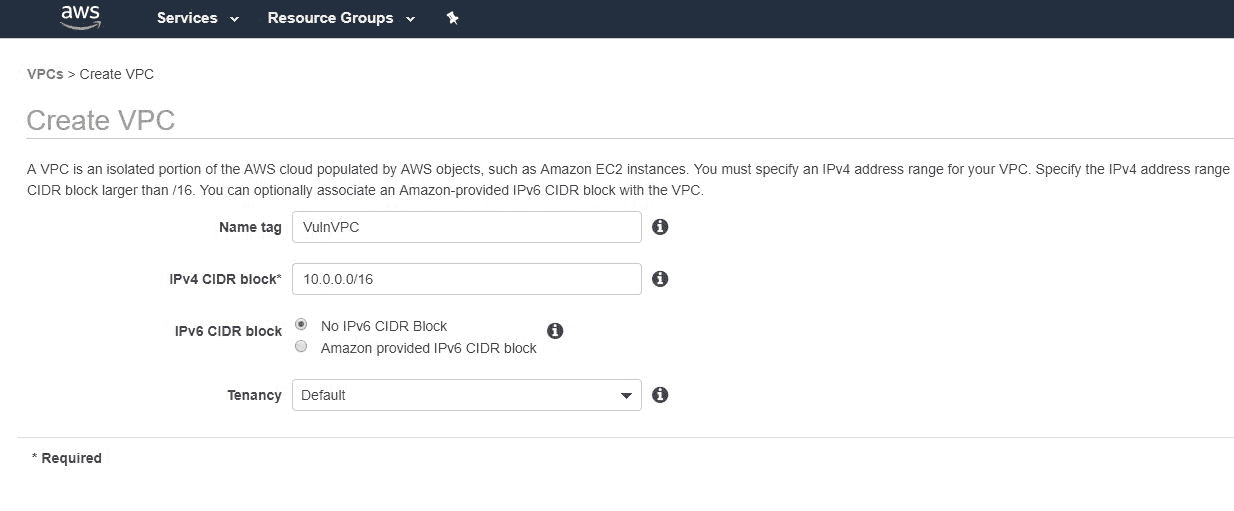 aws Services Resource Groups
VPCs > Create VPC
Create VPC
A VPC is an isolated portion of the AWS cloud populated by AWS objects, such as Amazon EC2 instances. You must specify an IPv4 address range for your VPC. Specify the IPv4 address range
CIDR block larger than /16. You can optionally associate an Amazon-provided IPv6 CIDR block with the VPC.
Name tag VulnVPC
IPv4 CIDR block* 10.0.0.0/16
IPv6 CIDR block No IPv6 CIDR Block
Amazon provided IPv6 CIDR block
Tenancy Default
* Required